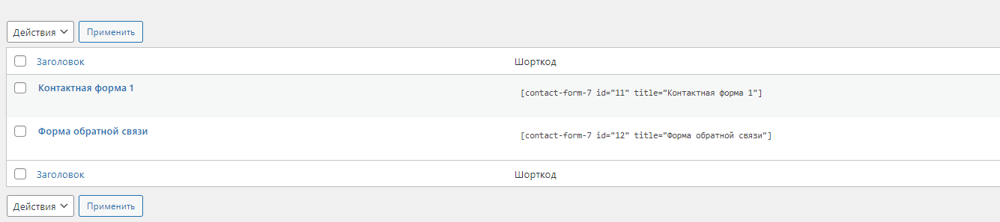 Действия Применить
Заголовок Шорткод
Контактная форма 1 [contact-form-7 id="11" title="Контактная форма 1"]
Форма обратной связи [contact-form-7 id="12" title="Форма обратной связи"]
Заголовок Шорткод
Действия Применить